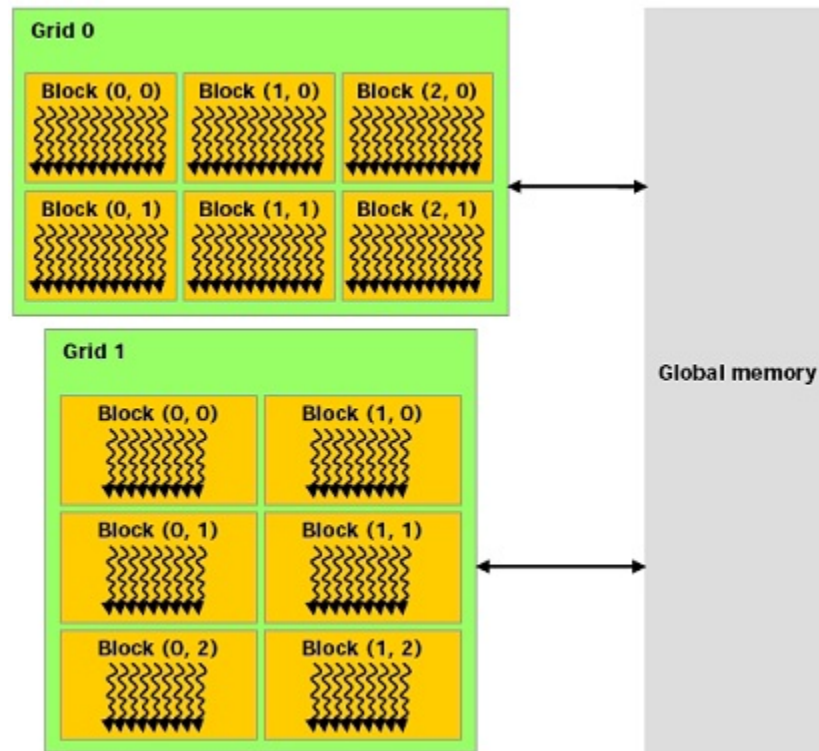 Grid 0
Block (0, 0) Block (1, 0) Block (2, 0)
Block (0, 1) Block (1, 1) Block (2, 1)
Grid 1
Block (0, 0) Block (1, 0)
Block (0, 1) Block (1, 1)
Block (0, 2) Block (1, 2)
Global memory